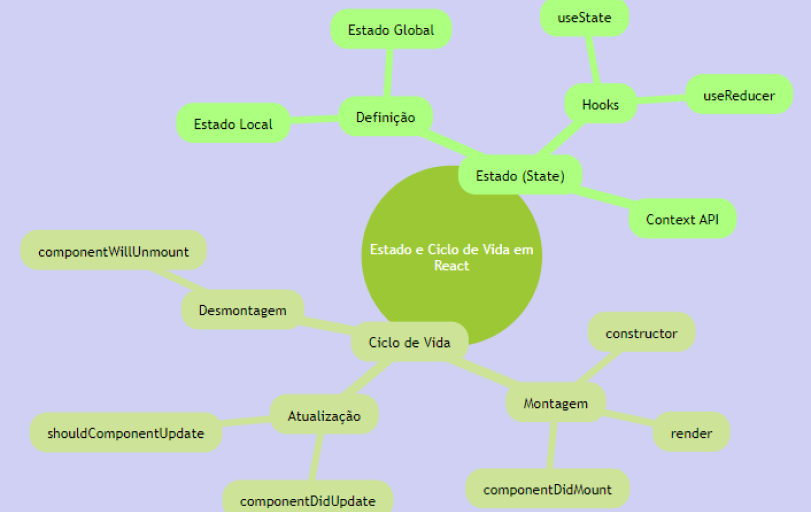 useState
Estado Global
useReducer
Hooks
Definição
Estado Local
Estado (State)
Context API
Estado e Ciclo de Vida em
React
componentWillUnmount
Desmontagem
constructor
Ciclo de Vida
Montagem
Atualização
shouldComponentUpdate
render
componentDidMount
componentDidUpdate